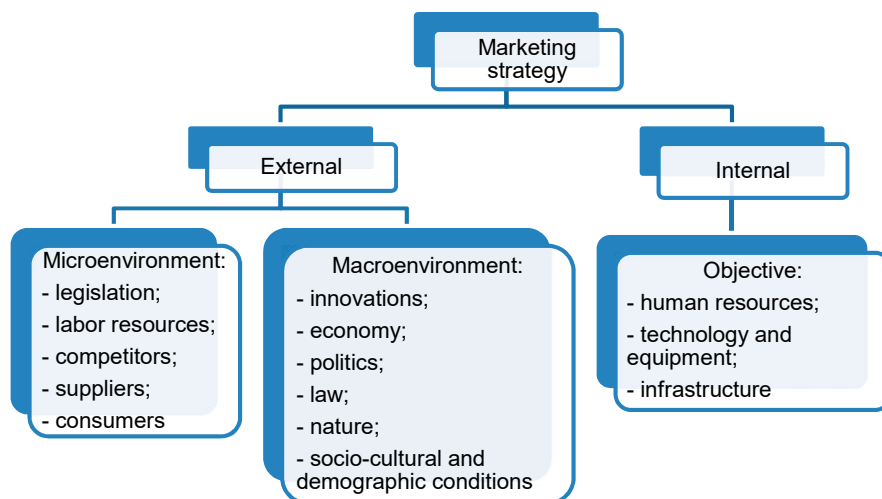 Marketing
strategy
External
Internal
Microenvironment:
- legislation;
- labor resources;
- competitors;
- suppliers;
- consumers
Macroenvironment:
- innovations;
- economy;
- politics;
- law;
- nature;
- socio-cultural and
demographic conditions
Objective:
- human resources;
- technology and
equipment;
- infrastructure